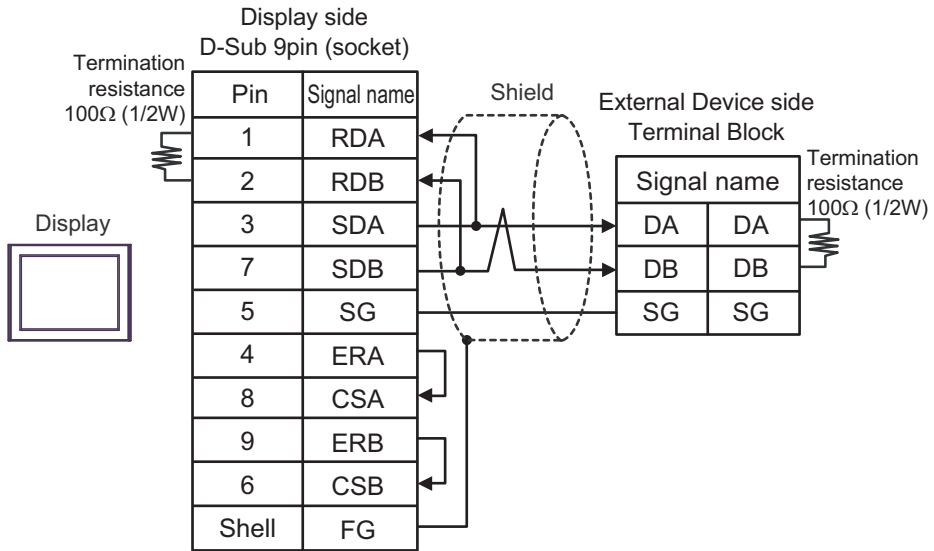 Display side
D-Sub 9pin (socket)
Termination
resistance
100Ω (1/2W)
Pin Signal name
1 RDA
2 RDB
3 SDA
7 SDB
5 SG
4 ERA
8 CSA
9 ERB
6 CSB
Shell FG
Display
Shield
External Device side
Terminal Block
Signal name
DA DA
DB DB
SG SG
Termination
resistance
100Ω (1/2W)